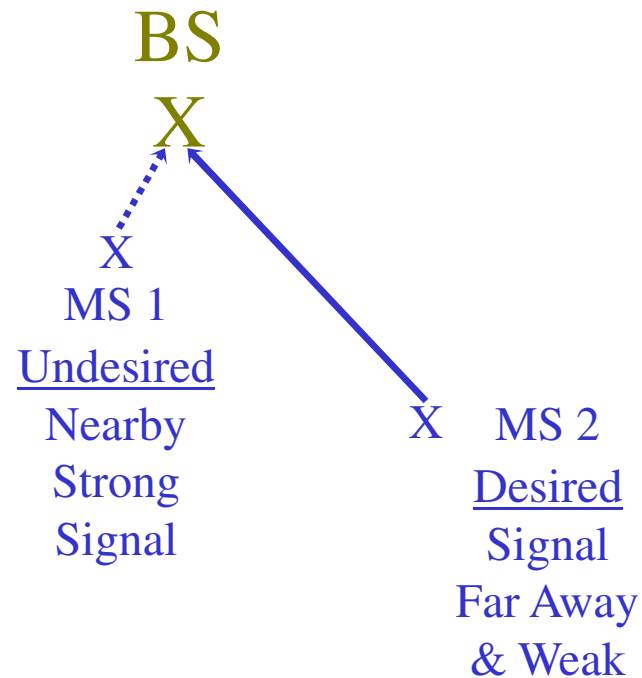 BS
X
X
MS 1
Undesired
Nearby
Strong
Signal
X MS 2
Desired
Signal
Far Away
& Weak